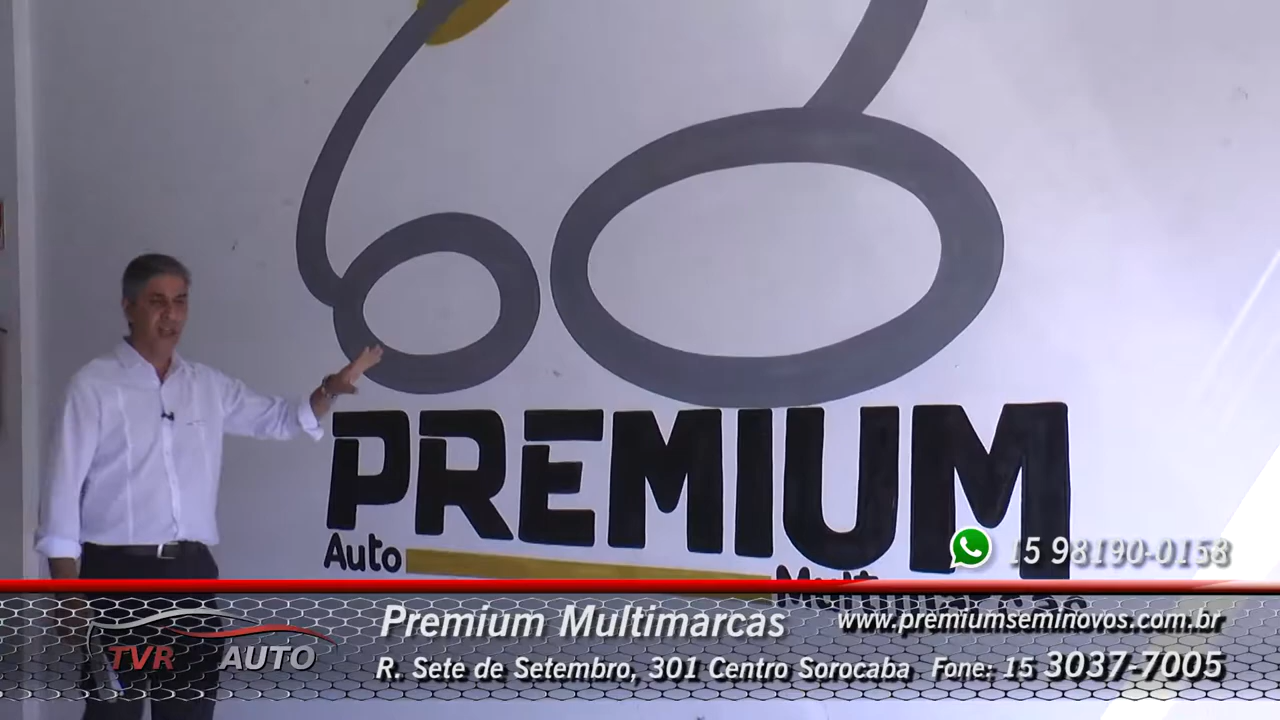 PREMIUM
Auto
Multimarcas
15 98190-0158
TVR AUTO
Premium Multimarcas
www.premiumseminovos.com.br
R. Sete de Setembro, 301 Centro Sorocaba Fone: 15 3037-7005